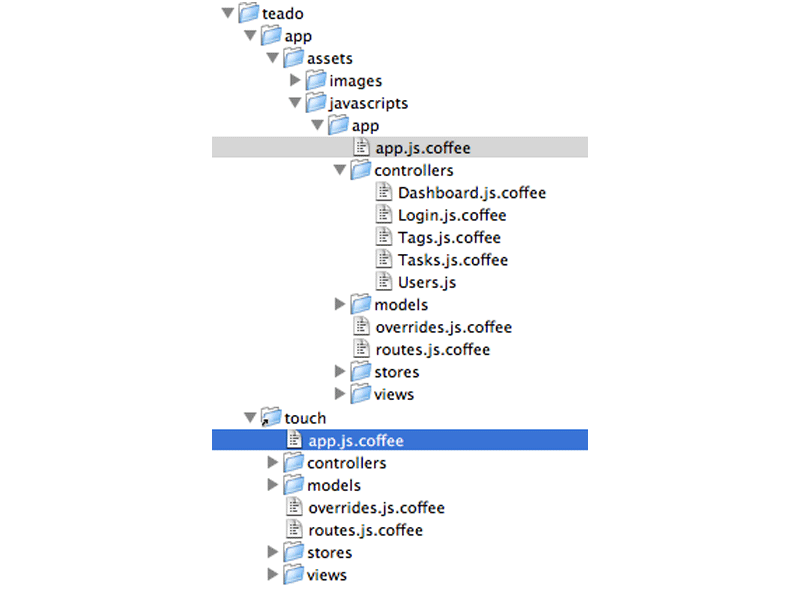 teado
app
assets
images
javascripts
app
app.js.coffee
controllers
Dashboard.js.coffee
Login.js.coffee
Tags.js.coffee
Tasks.js.coffee
Users.js
models
overrides.js.coffee
routes.js.coffee
stores
views
touch
app.js.coffee
controllers
models
overrides.js.coffee
routes.js.coffee
stores
views